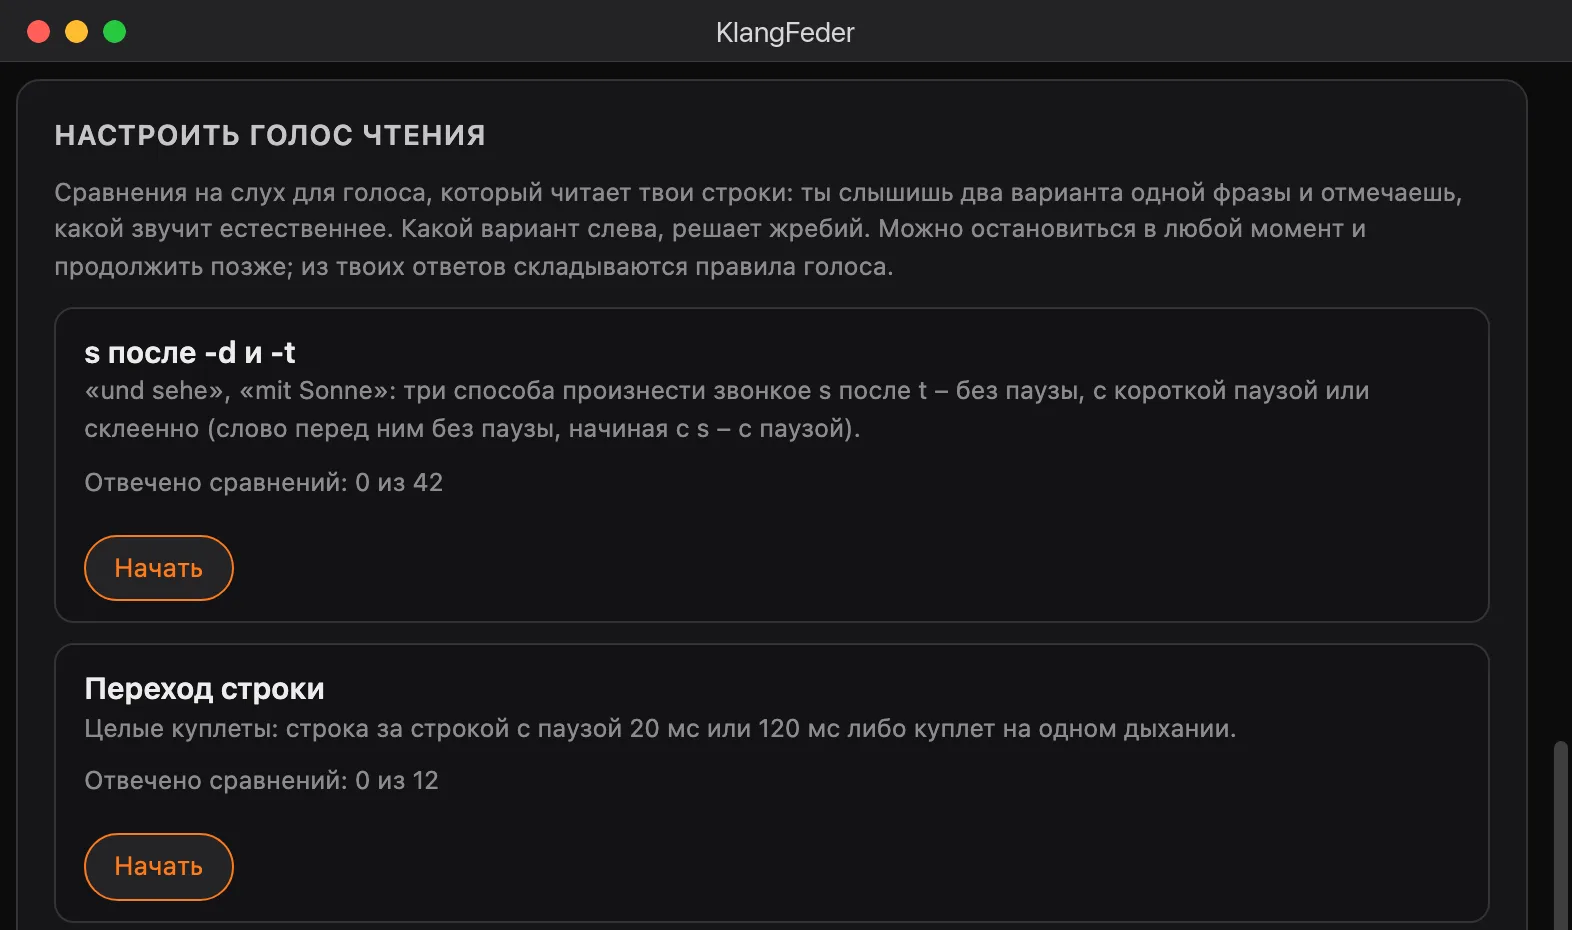 KlangFeder
НАСТРОИТЬ ГОЛОС ЧТЕНИЯ
Сравнения на слух для голоса, который читает твои строки: ты слышишь два варианта одной фразы и отмечаешь,
какой звучит естественнее. Какой вариант слева, решает жребий. Можно остановиться в любой момент и
продолжить позже; из твоих ответов складываются правила голоса.
s после -d и -t
«und sehe», «mit Sonne»: три способа произнести звонкое s после t – без паузы, с короткой паузой или
склеенно (слово перед ним без паузы, начиная с s – с паузой).
Отвечено сравнений: 0 из 42
Начать
Переход строки
Целые куплеты: строка за строкой с паузой 20 мс или 120 мс либо куплет на одном дыхании.
Отвечено сравнений: 0 из 12
Начать